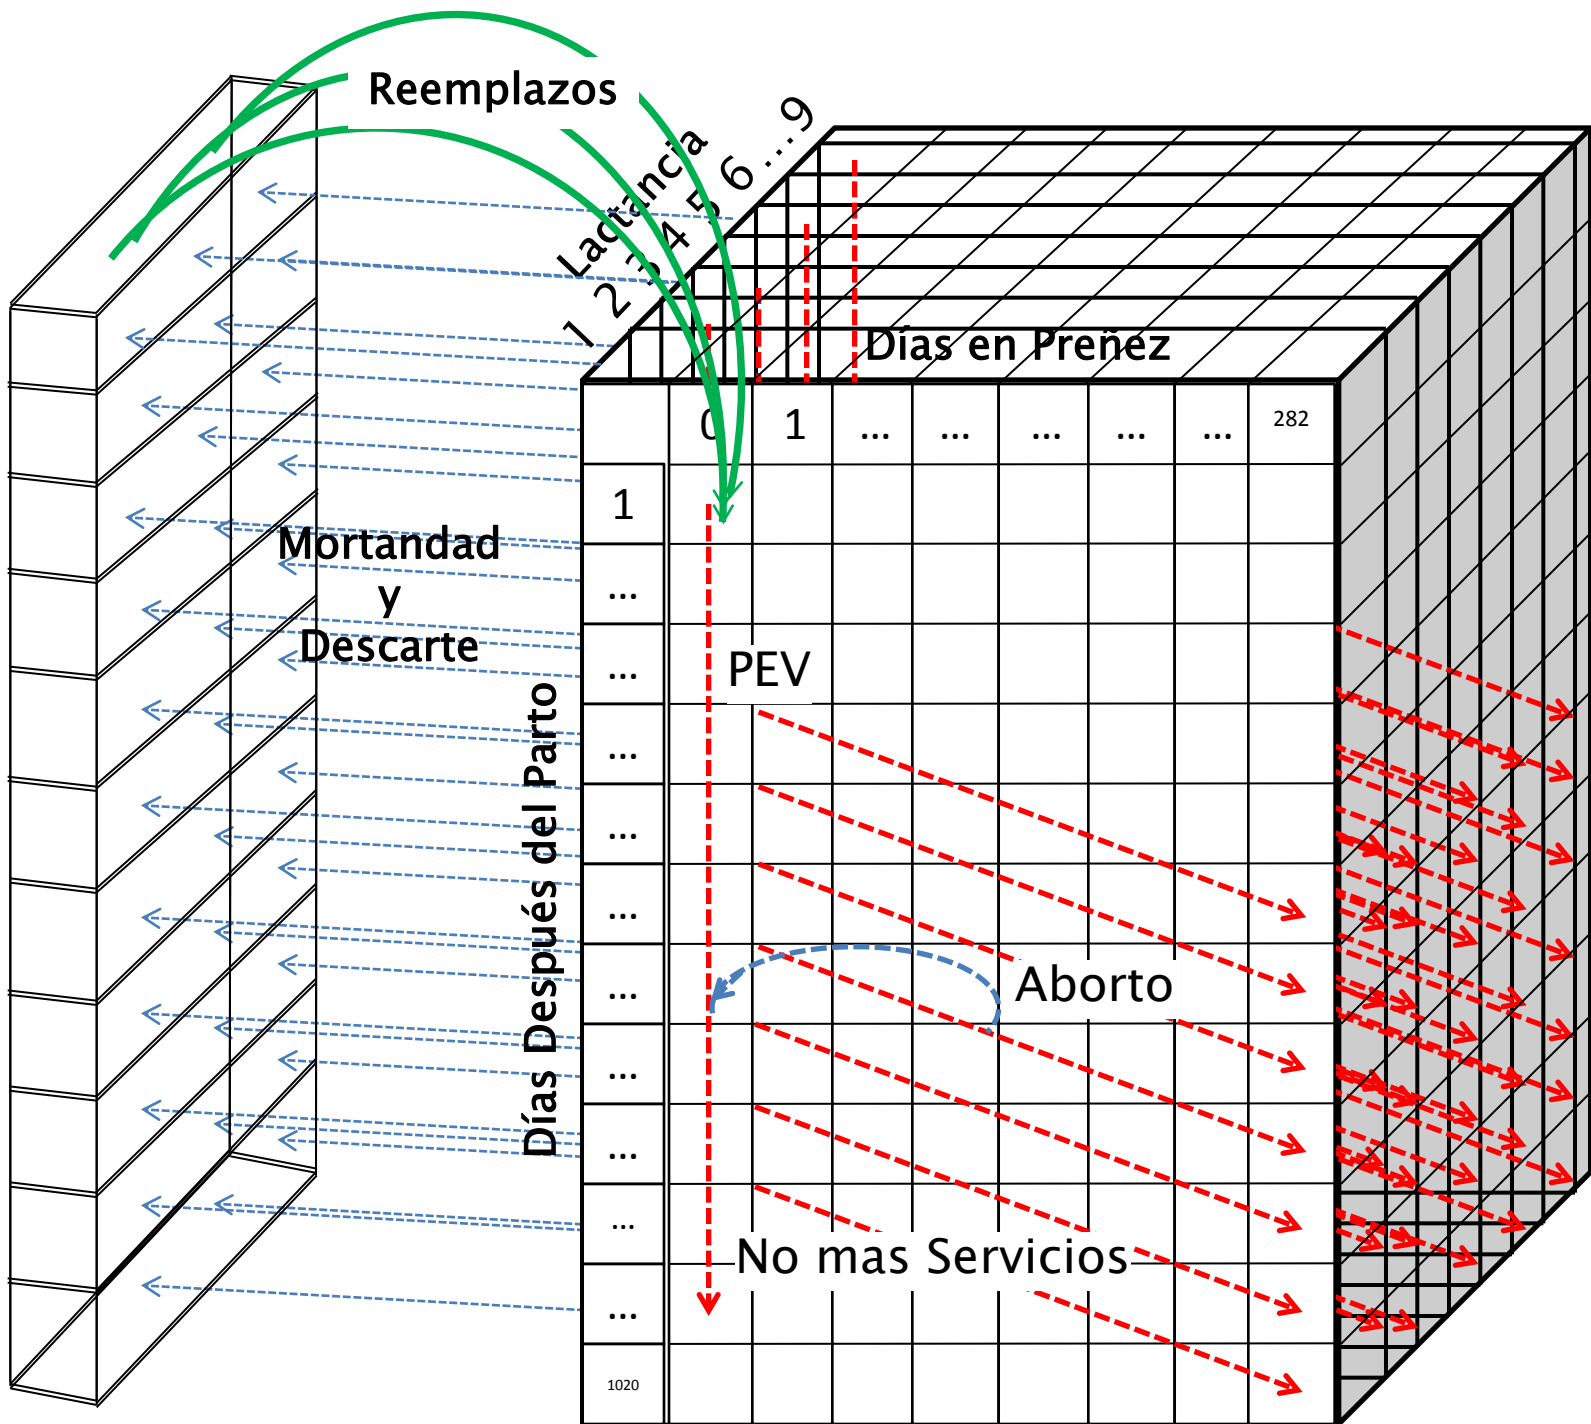 Reemplazos
Lactancia
1 2 3 4 5 6 ...9
Días en Preñez
0 1 ... ... ... ... ... 282
1
...
Mortandad
y
Descarte
...
PEV
...
...
...
Días Después del Parto
...
Aborto
...
...
...
No mas Servicios
...
...
1020